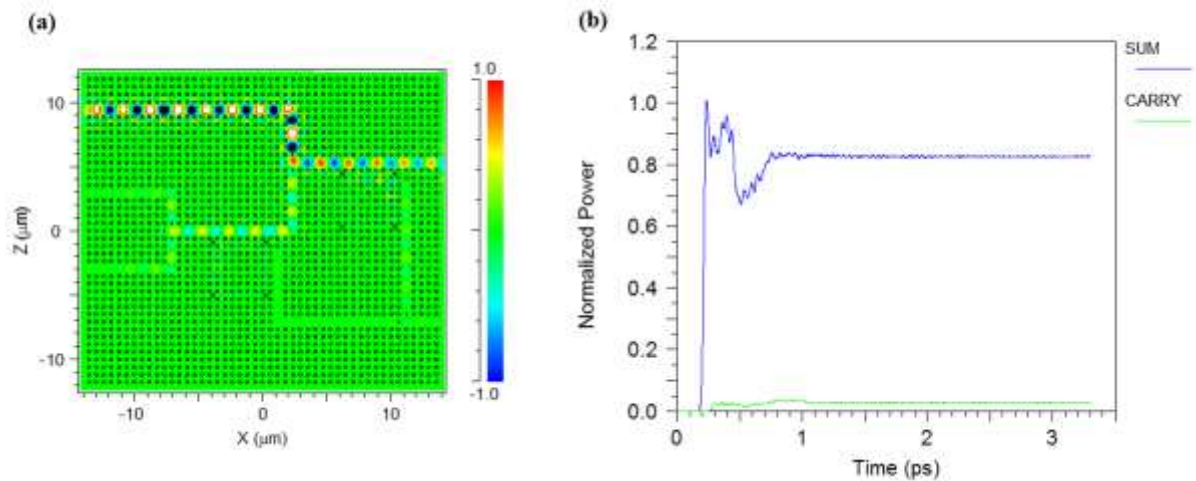 (a)
1.0
10
0
-10
Z (μm)
-10
0
10
X (μm)
-1.0
(b)
1.2
1.0
0.8
0.6
0.4
0.2
0.0
Normalized Power
0
1
2
3
Time (ps)
SUM
CARRY